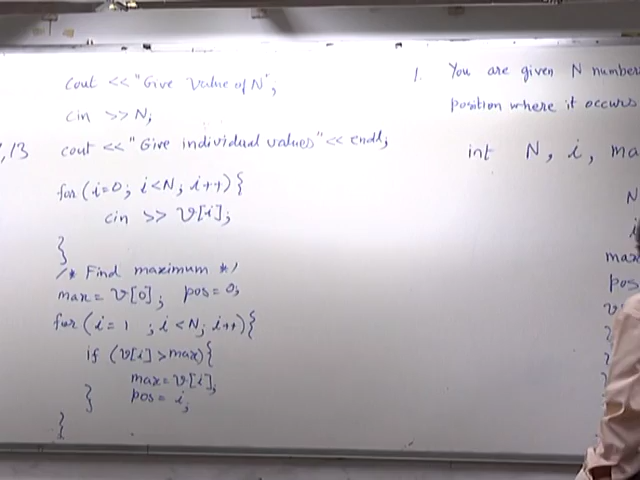 cout << "Give value of N";
cin >> N;
,13
cout << "Give individual values" << endl;
for (i=0; i<N; i++){
cin >> v[i];
}
/* Find maximum */
max = v[0]; pos=0;
for (i=1 ; i<N; i++){
if (v[i]>max){
max=v[i];
} pos= i;
}
1. You are given N number
position where it occurs
int N, i, ma
N
i
max
pos